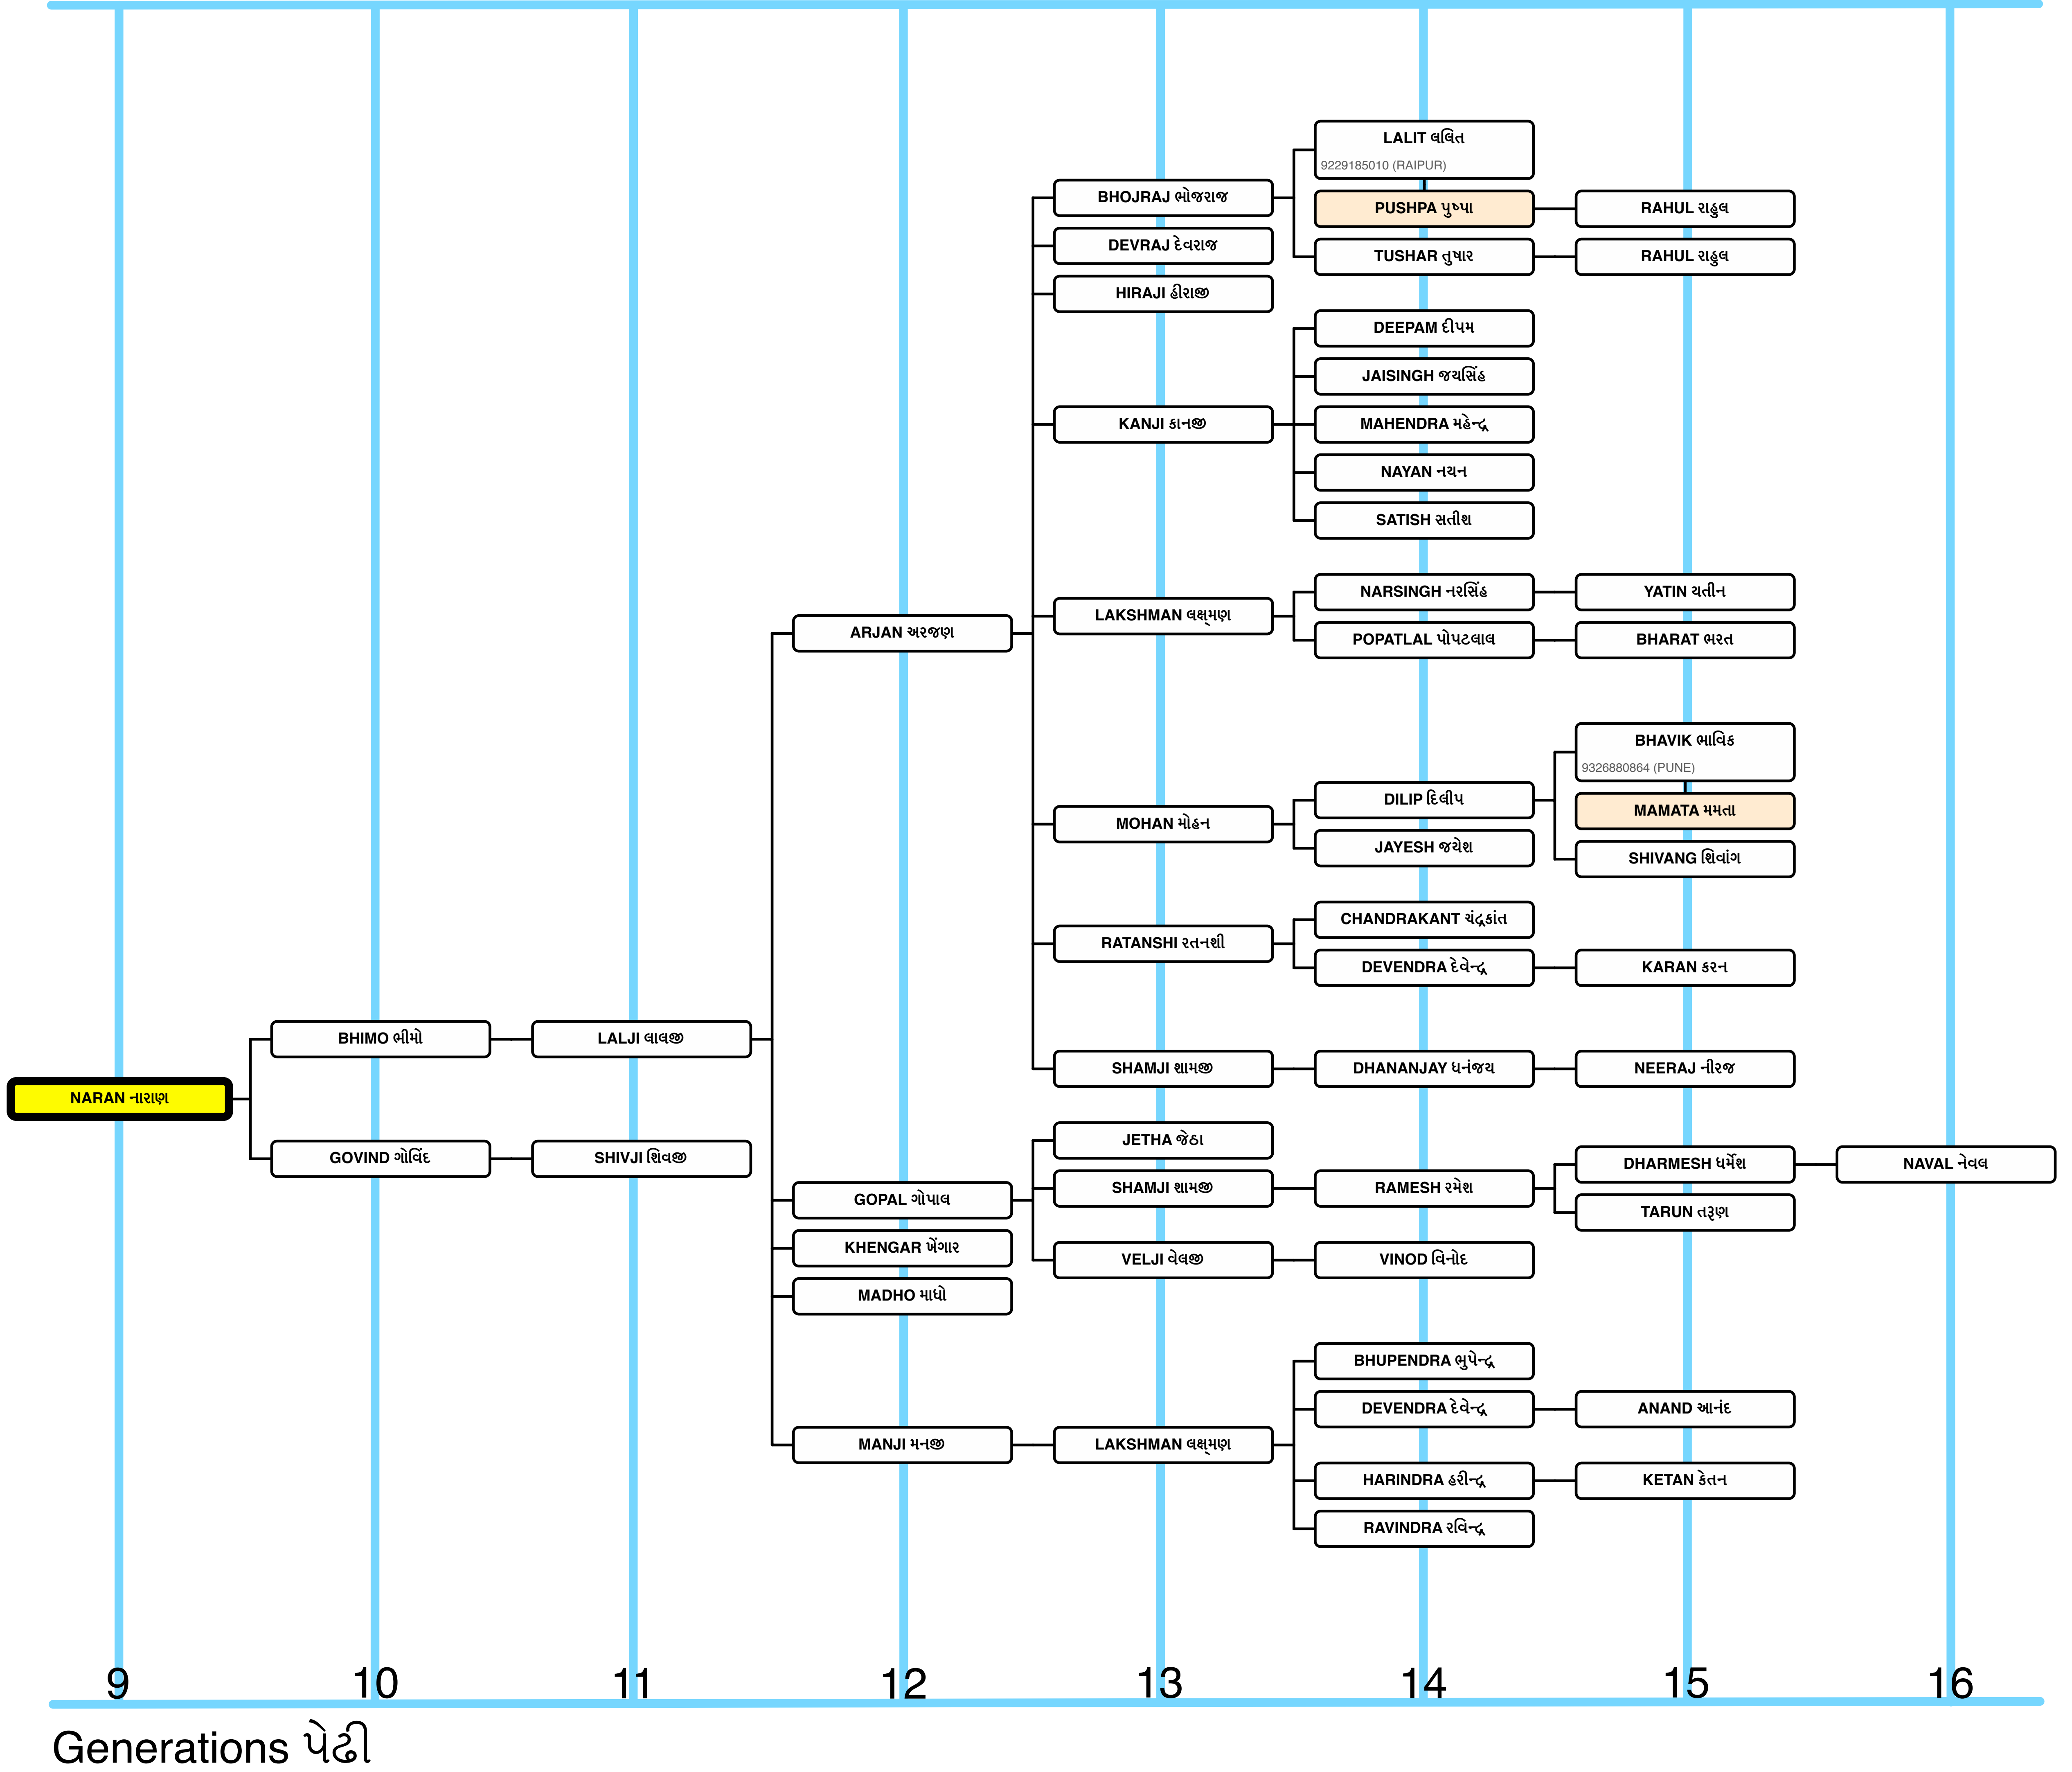 LALIT લલિત
9229185010 (RAIPUR)
BHOJRAJ ભોજરાજ
PUSHPA પુષ્પા
RAHUL રાહુલ
DEVRAJ દેવરાજ
TUSHAR તુષાર
RAHUL રાહુલ
HIRAJI હીરાજી
DEEPAM દીપમ
JAISINGH જયસિંહ
KANJI કાનજી
MAHENDRA મહેન્દ્ર
NAYAN નયન
SATISH સતીશ
NARSINGH નરસિંહ
YATIN યતીન
LAKSHMAN લક્ષ્મણ
ARJAN અરજણ
POPATLAL પોપટલાલ
BHARAT ભરત
BHAVIK ભાવિક
9326880864 (PUNE)
DILIP દિલીપ
MAMATA મમતા
MOHAN મોહન
JAYESH જયેશ
SHIVANG શિવાંગ
CHANDRAKANT ચંદ્રકાંત
RATANSHI રતનશી
DEVENDRA દેવેન્દ્ર
KARAN કરન
BHIMO ભીમો
LALJI લાલજી
SHAMJI શામજી
DHANANJAY ધનંજય
NEERAJ નીરજ
NARAN નારાણ
JETHA જેઠા
GOVIND ગોવિંદ
SHIVJI શિવજી
DHARMESH ધર્મેશ
NAVAL નેવલ
GOPAL ગોપાલ
SHAMJI શામજી
RAMESH રમેશ
TARUN તરૂણ
KHENGAR ખેંગાર
VELJI વેલજી
VINOD વિનોદ
MADHO માધો
BHUPENDRA ભુપેન્દ્ર
DEVENDRA દેવેન્દ્ર
ANAND આનંદ
MANJI મનજી
LAKSHMAN લક્ષ્મણ
HARINDRA હરીન્દ્ર
KETAN કેતન
RAVINDRA રવિન્દ્ર
9 10 11 12 13 14 15 16
Generations પેઢી